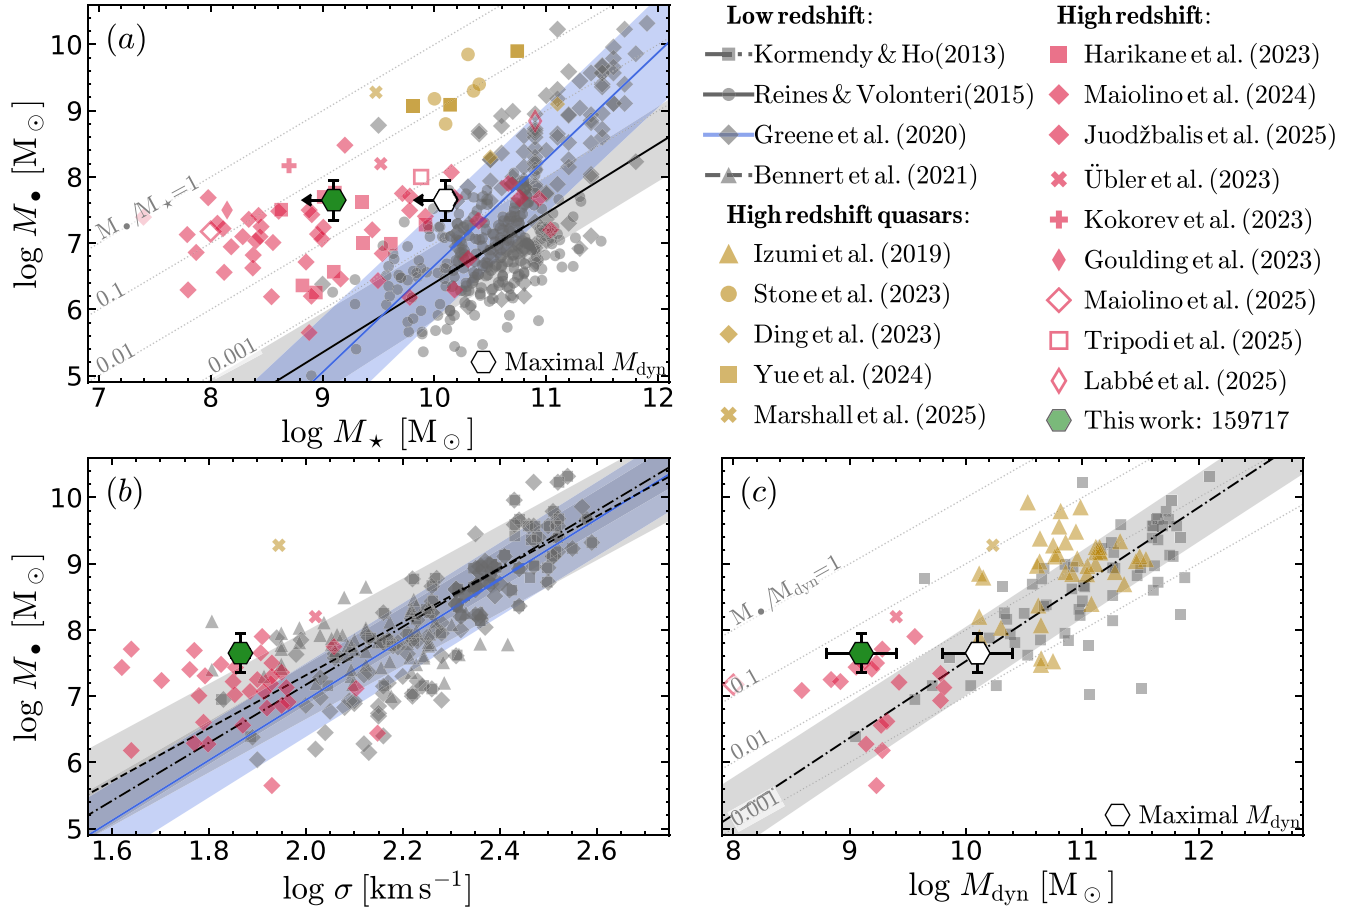 (a)
log M● [M⊙]
10
9
8
7
6
5
M●/M⋆=1
0.1
0.01
0.001
Maximal Mdyn
7 8 9 10 11 12
log M⋆ [M⊙]
Low redshift:
Kormendy & Ho(2013)
Reines & Volonteri(2015)
Greene et al. (2020)
Bennert et al. (2021)
High redshift quasars:
Izumi et al. (2019)
Stone et al. (2023)
Ding et al. (2023)
Yue et al. (2024)
Marshall et al. (2025)
High redshift:
Harikane et al. (2023)
Maiolino et al. (2024)
Juodžbalis et al. (2025)
Übler et al. (2023)
Kokorev et al. (2023)
Goulding et al. (2023)
Maiolino et al. (2025)
Tripodi et al. (2025)
Labbé et al. (2025)
This work: 159717
(b)
log M● [M⊙]
10
9
8
7
6
5
1.6 1.8 2.0 2.2 2.4 2.6
log σ [km s⁻¹]
(c)
10
9
8
7
6
5
M●/Mdyn=1
0.1
0.01
0.001
Maximal Mdyn
8 9 10 11 12
log Mdyn [M⊙]